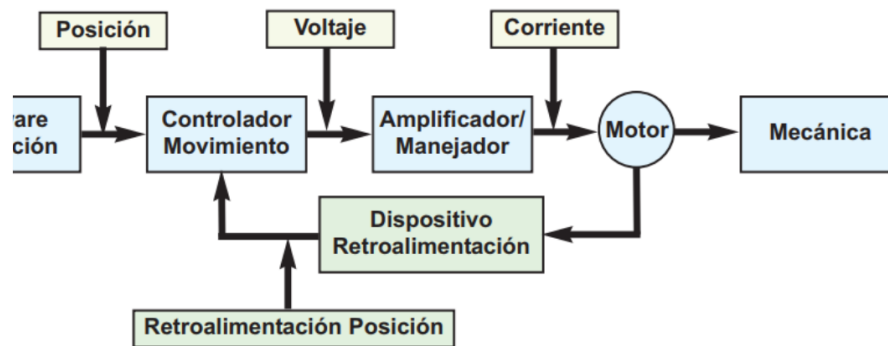 Posición
Voltaje
Corriente
Controlador
Movimiento
Amplificador/
Manejador
Motor
Mecánica
Dispositivo
Retroalimentación
Retroalimentación Posición